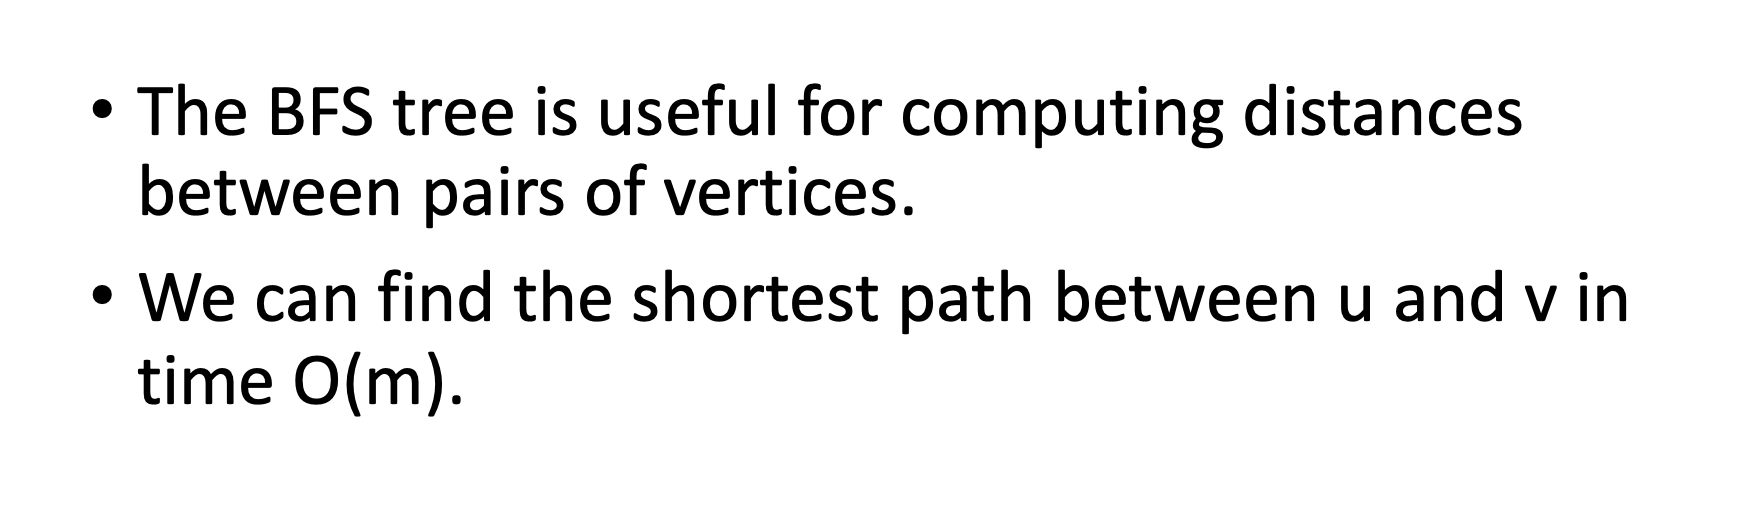 • The BFS tree is useful for computing distances
between pairs of vertices.
• We can find the shortest path between u and v in
time O(m).